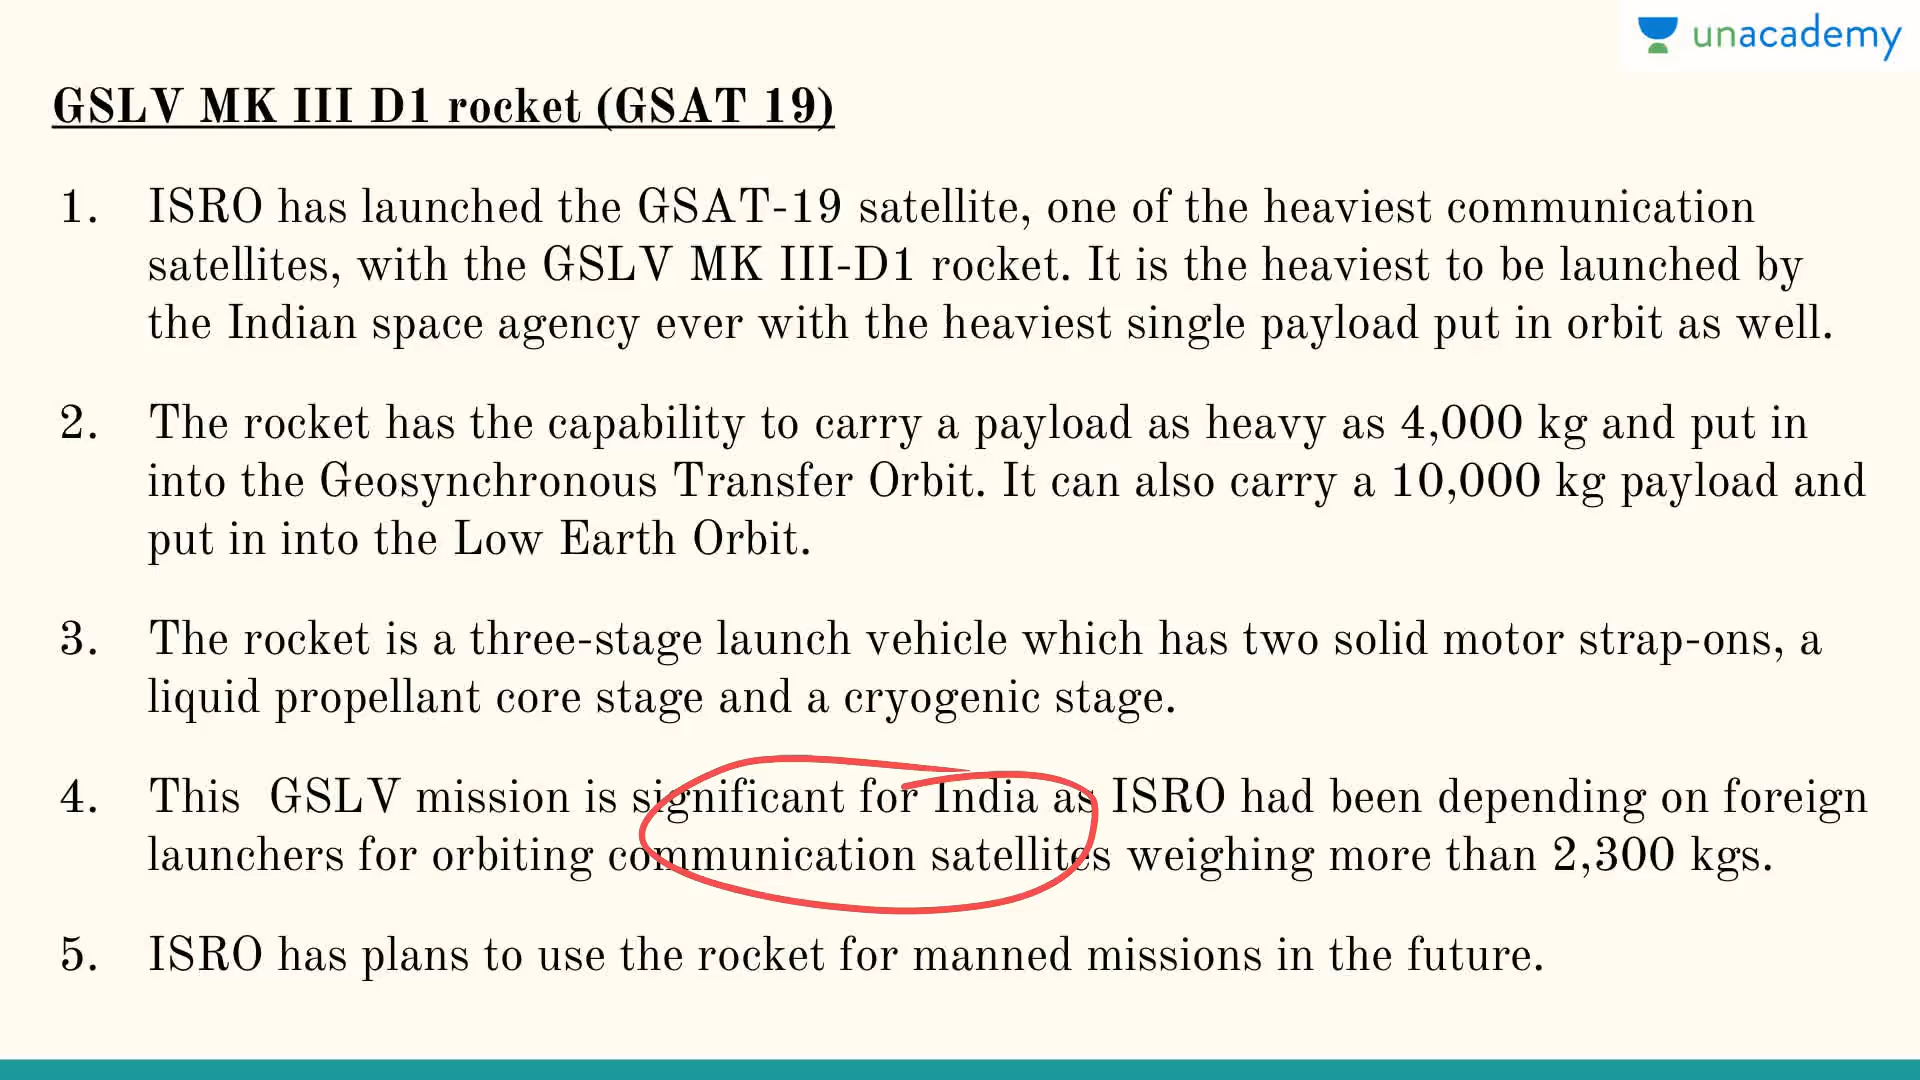 unacademy
GSLV MK III D1 rocket (GSAT 19)
1. ISRO has launched the GSAT-19 satellite, one of the heaviest communication
satellites, with the GSLV MK III-D1 rocket. It is the heaviest to be launched by
the Indian space agency ever with the heaviest single payload put in orbit as well.
2. The rocket has the capability to carry a payload as heavy as 4,000 kg and put in
into the Geosynchronous Transfer Orbit. It can also carry a 10,000 kg payload and
put in into the Low Earth Orbit.
3. The rocket is a three-stage launch vehicle which has two solid motor strap-ons, a
liquid propellant core stage and a cryogenic stage.
4. This GSLV mission is significant for India as ISRO had been depending on foreign
launchers for orbiting communication satellites weighing more than 2,300 kgs.
5. ISRO has plans to use the rocket for manned missions in the future.